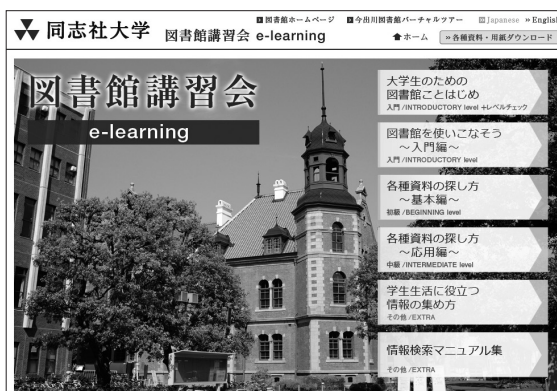 図書館ホームページ 今出川図書館バーチャルツアー Japanese » English
同志社大学 図書館講習会 e-learning
ホーム »各種資料・用紙ダウンロード
図書館講習会
e-learning
大学生のための
図書館ことはじめ
入門 /INTRODUCTORY level +レベルチェック
図書館を使いこなそう
～入門編～
入門 /INTRODUCTORY level
各種資料の探し方
～基本編～
初級 /BEGINNING level
各種資料の探し方
～応用編～
中級 /INTERMEDIATE level
学生生活に役立つ
情報の集め方
その他 /EXTRA
情報検索マニュアル集
その他 /EXTRA